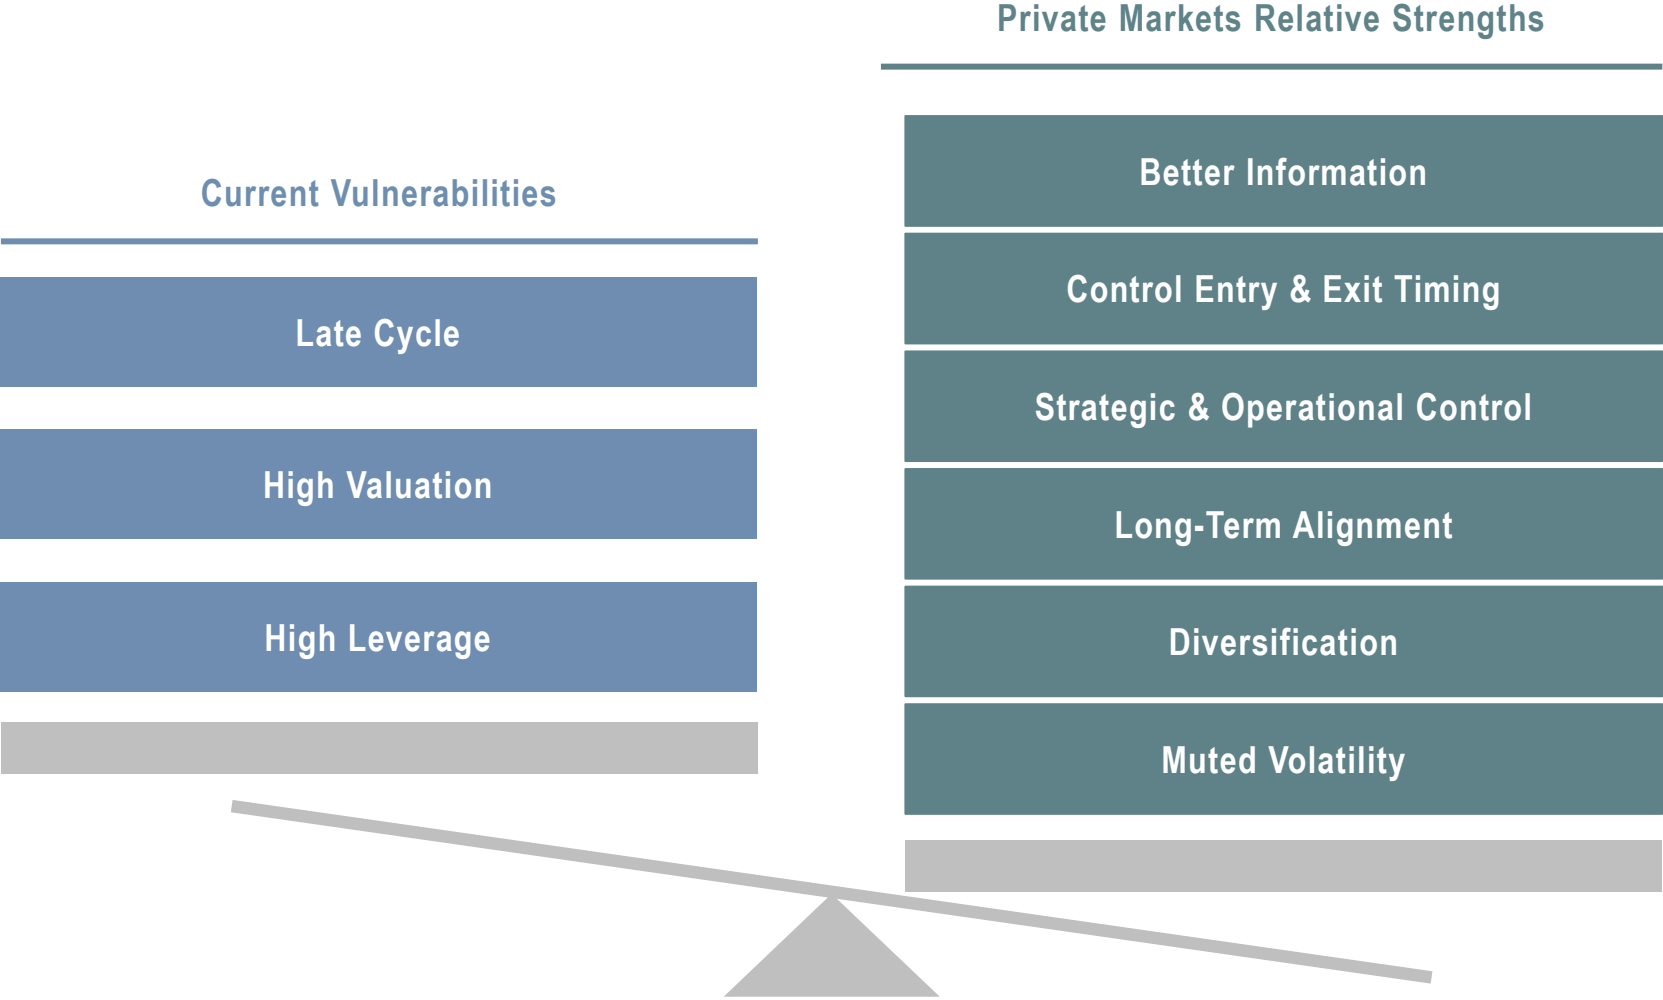 Current Vulnerabilities
Late Cycle
High Valuation
High Leverage
Private Markets Relative Strengths
Better Information
Control Entry & Exit Timing
Strategic & Operational Control
Long-Term Alignment
Diversification
Muted Volatility